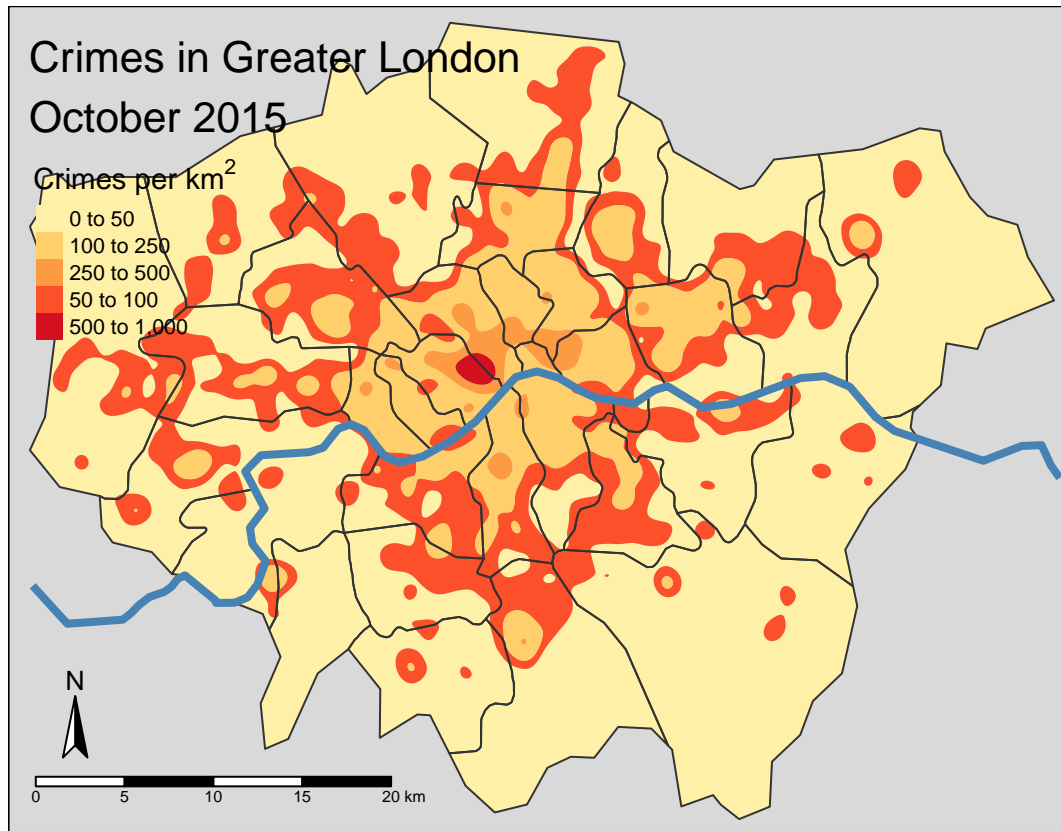 Crimes in Greater London
October 2015
Crimes per km²
0 to 50
100 to 250
250 to 500
50 to 100
500 to 1,000
N
0 5 10 15 20 km